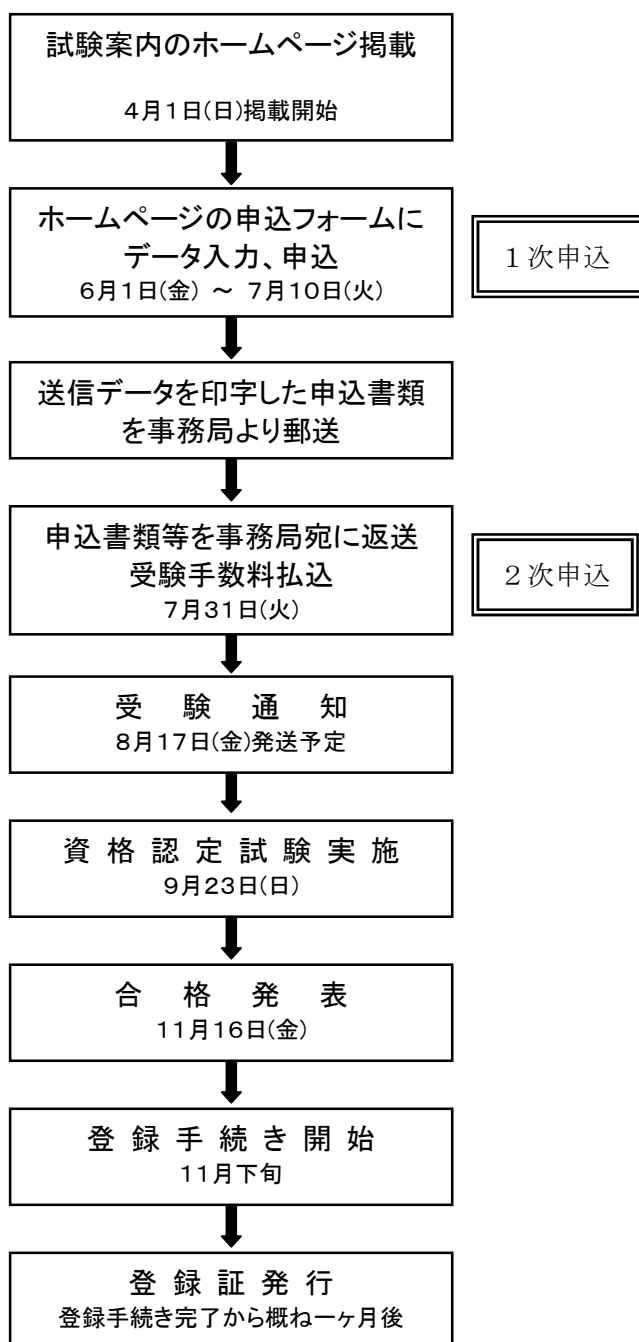 試験案内のホームページ掲載
4月1日(日)掲載開始
ホームページの申込フォームに
データ入力、申込
6月1日(金) ～ 7月10日(火)
1次申込
送信データを印字した申込書類
を事務局より郵送
申込書類等を事務局宛に返送
受験手数料払込
7月31日(火)
2次申込
受 験 通 知
8月17日(金)発送予定
資 格 認 定 試 験 実 施
9月23日(日)
合 格 発 表
11月16日(金)
登 録 手 続 き 開 始
11月下旬
登 録 証 発 行
登録手続き完了から概ね一ヶ月後